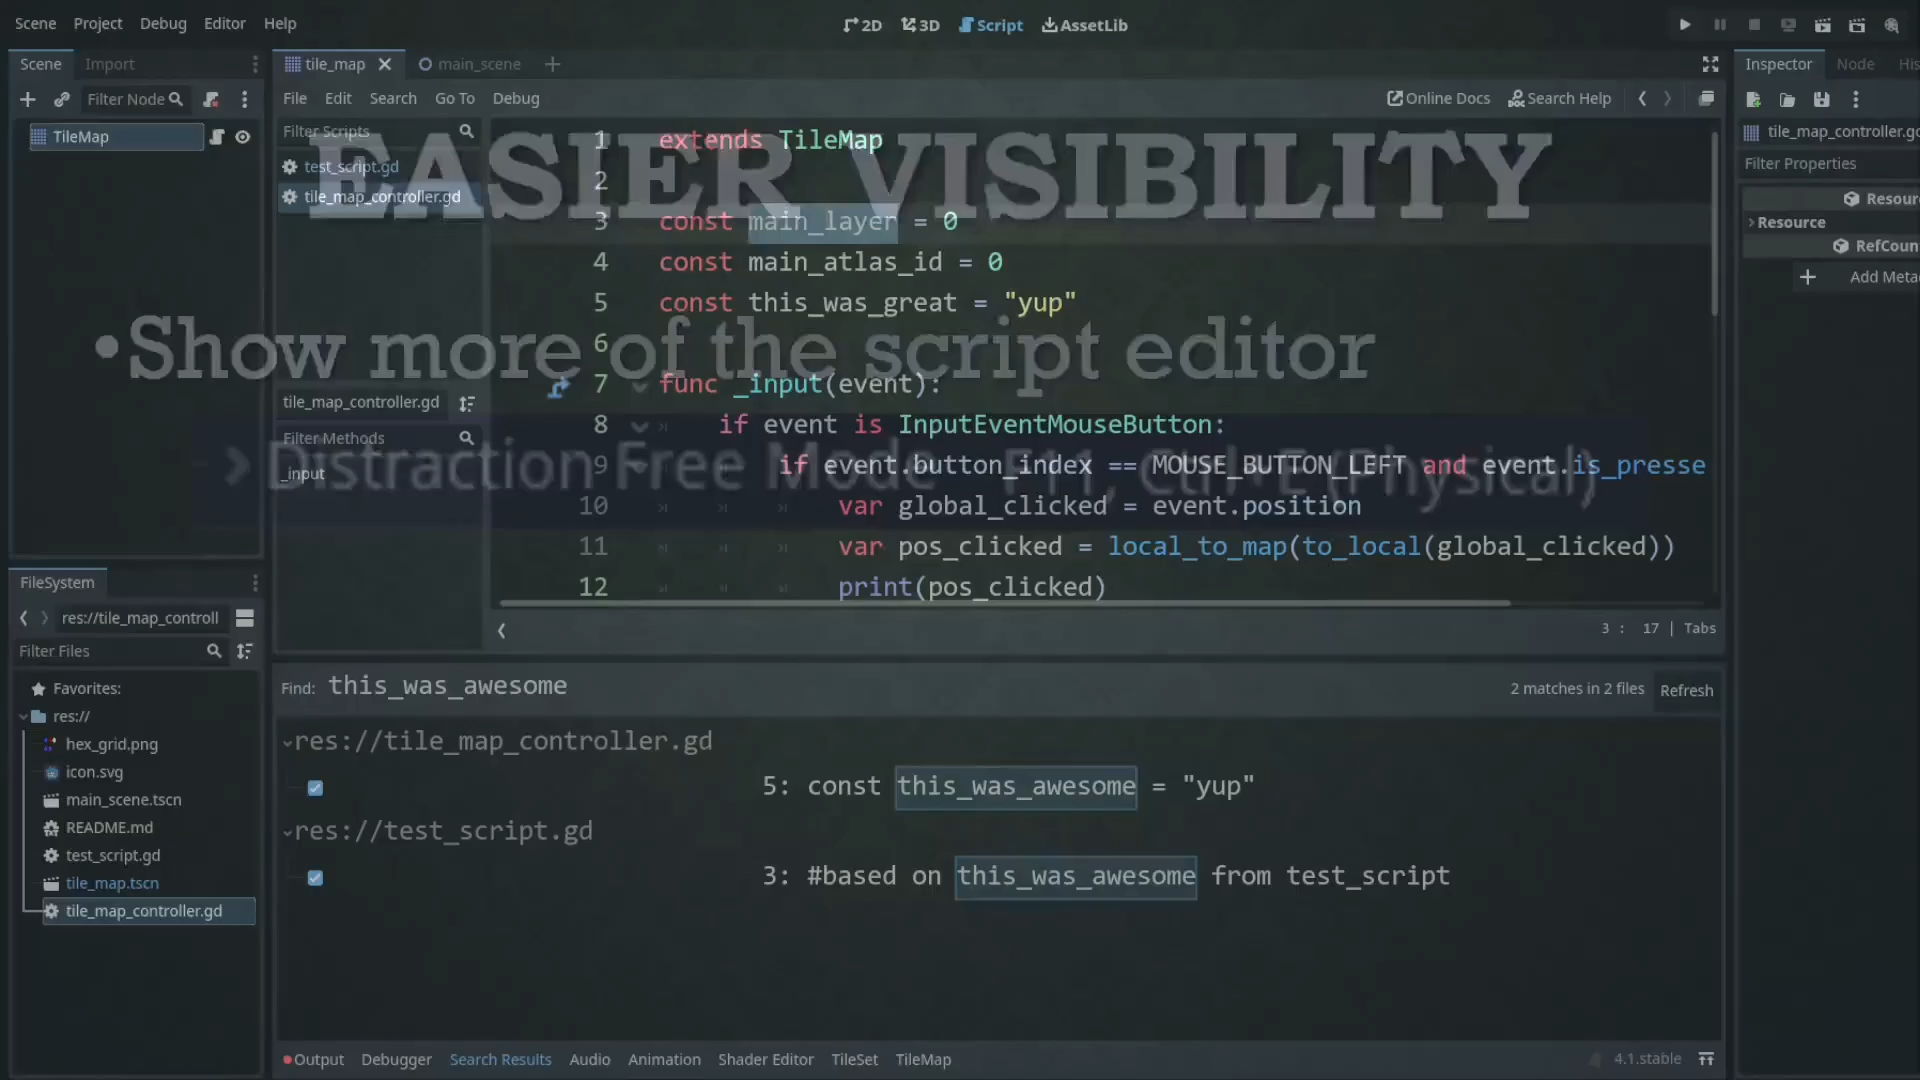 Scene Project Debug Editor Help
2D 3D Script AssetLib
Scene Import
tile_map main_scene
Inspector Node His
Filter Node
File Edit Search Go To Debug
Online Docs Search Help
TileMap
Filter Scripts
test_script.gd
tile_map_controller.gd
EASIER VISIBILITY
1 extends TileMap
2
3 const main_layer = 0
4 const main_atlas_id = 0
5 const this_was_great = "yup"
6
•Show more of the script editor
7 func _input(event):
8 if event is InputEventMouseButton:
9 if event.button_index == MOUSE_BUTTON_LEFT and event.is_presse
> Distraction Free Mode - F11, Ctrl+E (Physical)
10 var global_clicked = event.position
11 var pos_clicked = local_to_map(to_local(global_clicked))
12 print(pos_clicked)
tile_map_controller.gd
Filter Methods
_input
3 : 17 | Tabs
tile_map_controller.gd
Filter Properties
Resour
Resource
RefCoun
Add Meta
FileSystem
res://tile_map_controll
Filter Files
Favorites:
res://
hex_grid.png
icon.svg
main_scene.tscn
README.md
test_script.gd
tile_map.tscn
tile_map_controller.gd
Find: this_was_awesome
2 matches in 2 files Refresh
res://tile_map_controller.gd
5: const this_was_awesome = "yup"
res://test_script.gd
3: #based on this_was_awesome from test_script
Output Debugger Search Results Audio Animation Shader Editor TileSet TileMap
4.1.stable